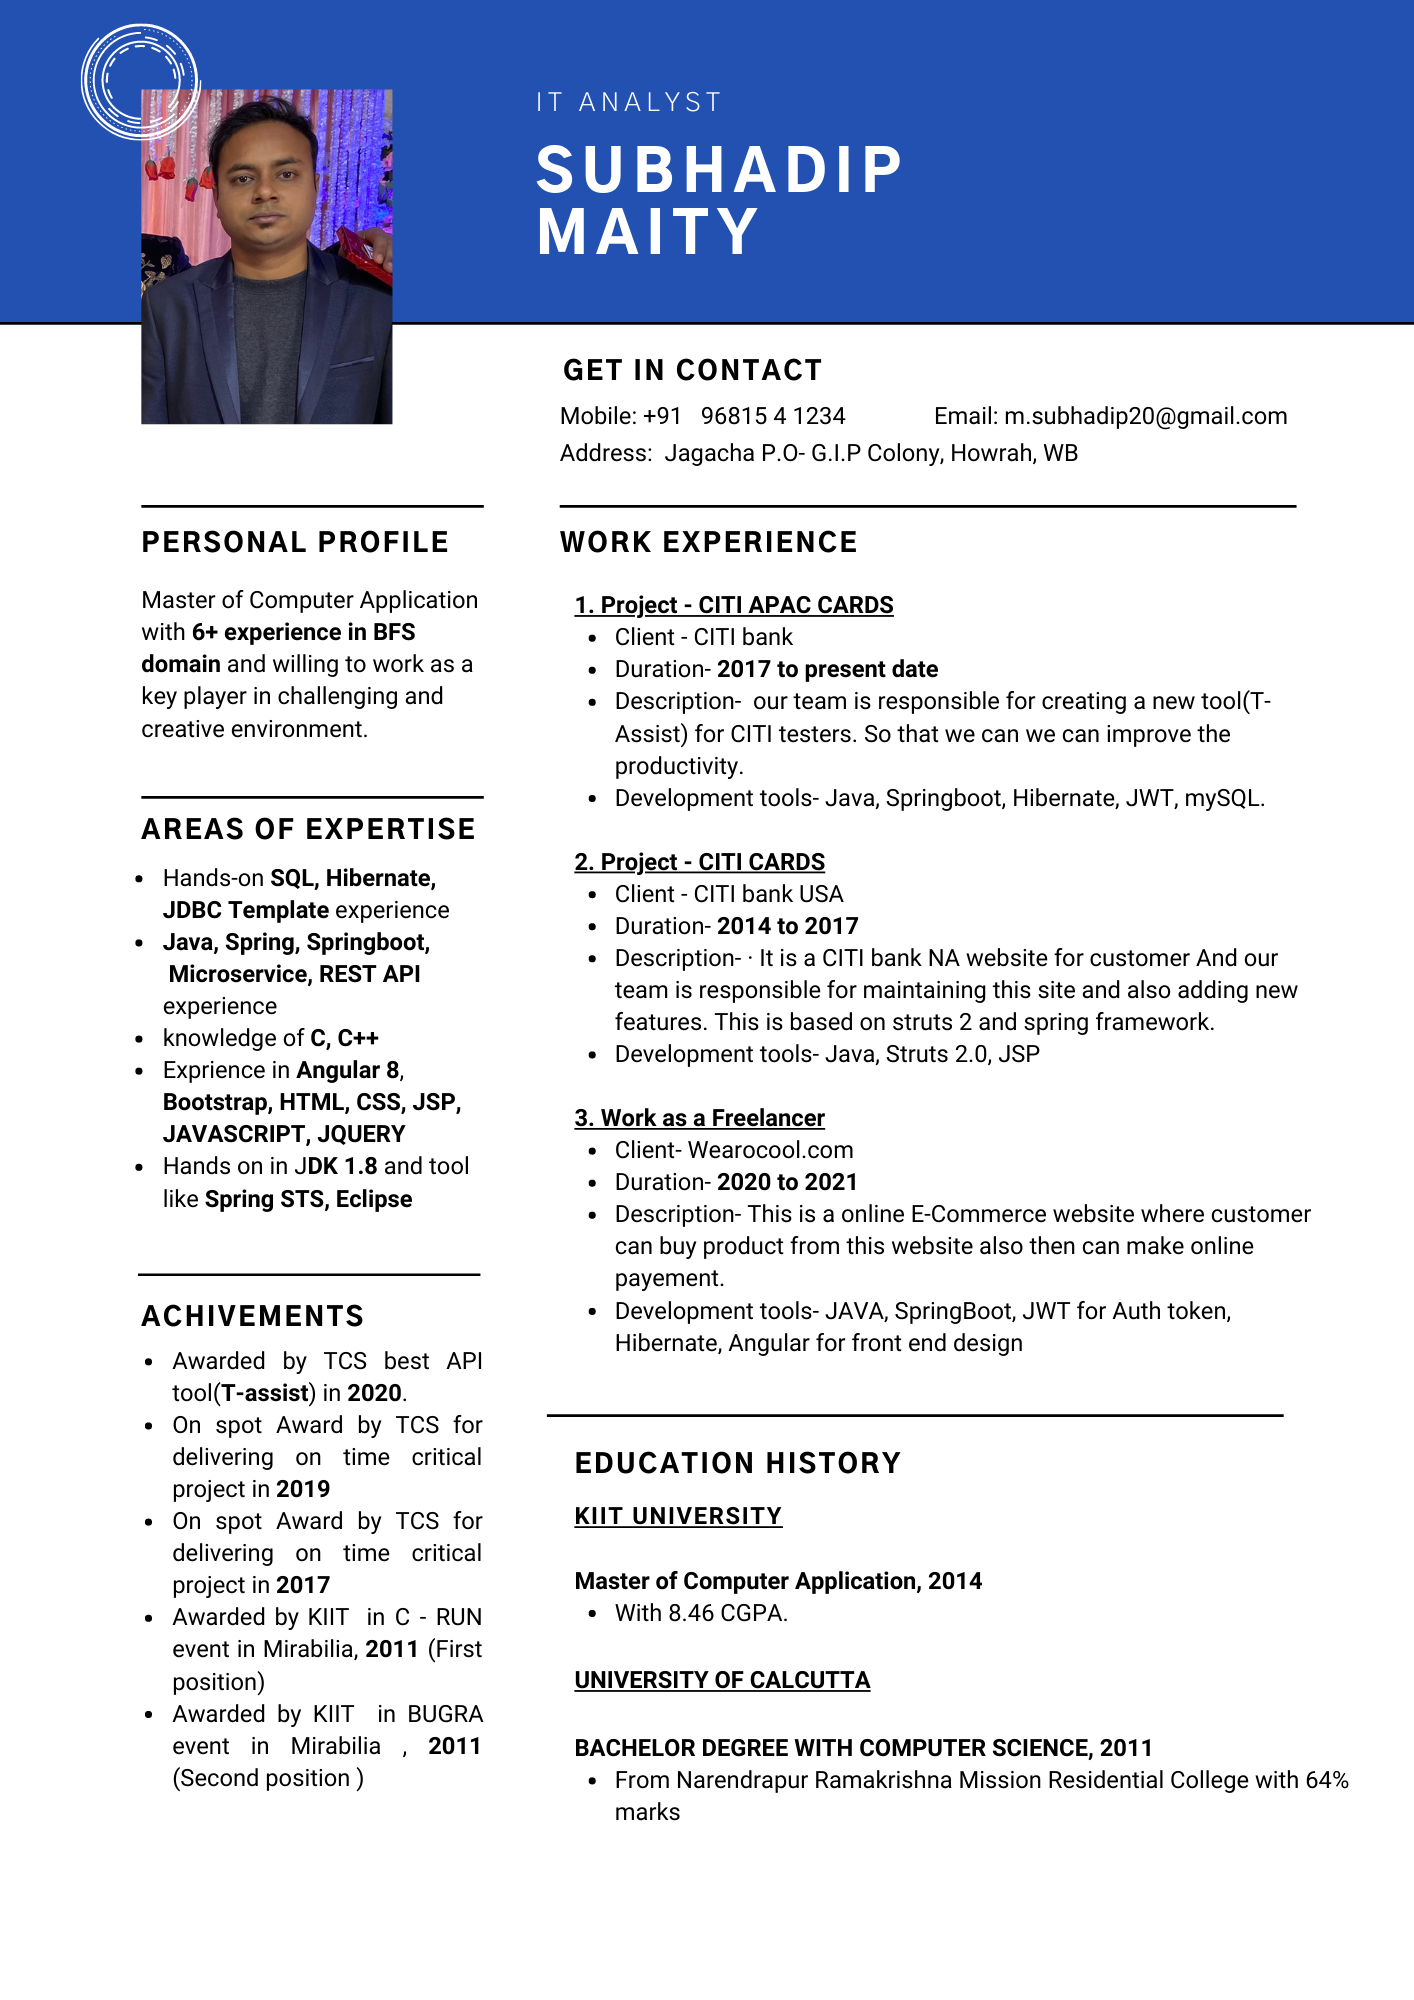 IT ANALYST
SUBHADIP
MAITY
GET IN CONTACT
Mobile: +91 96815 4 1234 Email: m.subhadip20@gmail.com
Address: Jagacha P.O- G.I.P Colony, Howrah, WB
PERSONAL PROFILE
Master of Computer Application
with 6+ experience in BFS
domain and willing to work as a
key player in challenging and
creative environment.
AREAS OF EXPERTISE
• Hands-on SQL, Hibernate,
JDBC Template experience
• Java, Spring, Springboot,
Microservice, REST API
experience
• knowledge of C, C++
• Exprience in Angular 8,
Bootstrap, HTML, CSS, JSP,
JAVASCRIPT, JQUERY
• Hands on in JDK 1.8 and tool
like Spring STS, Eclipse
ACHIVEMENTS
• Awarded by TCS best API
tool(T-assist) in 2020.
• On spot Award by TCS for
delivering on time critical
project in 2019
• On spot Award by TCS for
delivering on time critical
project in 2017
• Awarded by KIIT in C - RUN
event in Mirabilia, 2011 (First
position)
• Awarded by KIIT in BUGRA
event in Mirabilia , 2011
(Second position )
WORK EXPERIENCE
1. Project - CITI APAC CARDS
• Client - CITI bank
• Duration- 2017 to present date
• Description- our team is responsible for creating a new tool(T-
Assist) for CITI testers. So that we can we can improve the
productivity.
• Development tools- Java, Springboot, Hibernate, JWT, mySQL.
2. Project - CITI CARDS
• Client - CITI bank USA
• Duration- 2014 to 2017
• Description- · It is a CITI bank NA website for customer And our
team is responsible for maintaining this site and also adding new
features. This is based on struts 2 and spring framework.
• Development tools- Java, Struts 2.0, JSP
3. Work as a Freelancer
• Client- Wearocool.com
• Duration- 2020 to 2021
• Description- This is a online E-Commerce website where customer
can buy product from this website also then can make online
payement.
• Development tools- JAVA, SpringBoot, JWT for Auth token,
Hibernate, Angular for front end design
EDUCATION HISTORY
KIIT UNIVERSITY
Master of Computer Application, 2014
• With 8.46 CGPA.
UNIVERSITY OF CALCUTTA
BACHELOR DEGREE WITH COMPUTER SCIENCE, 2011
• From Narendrapur Ramakrishna Mission Residential College with 64%
marks